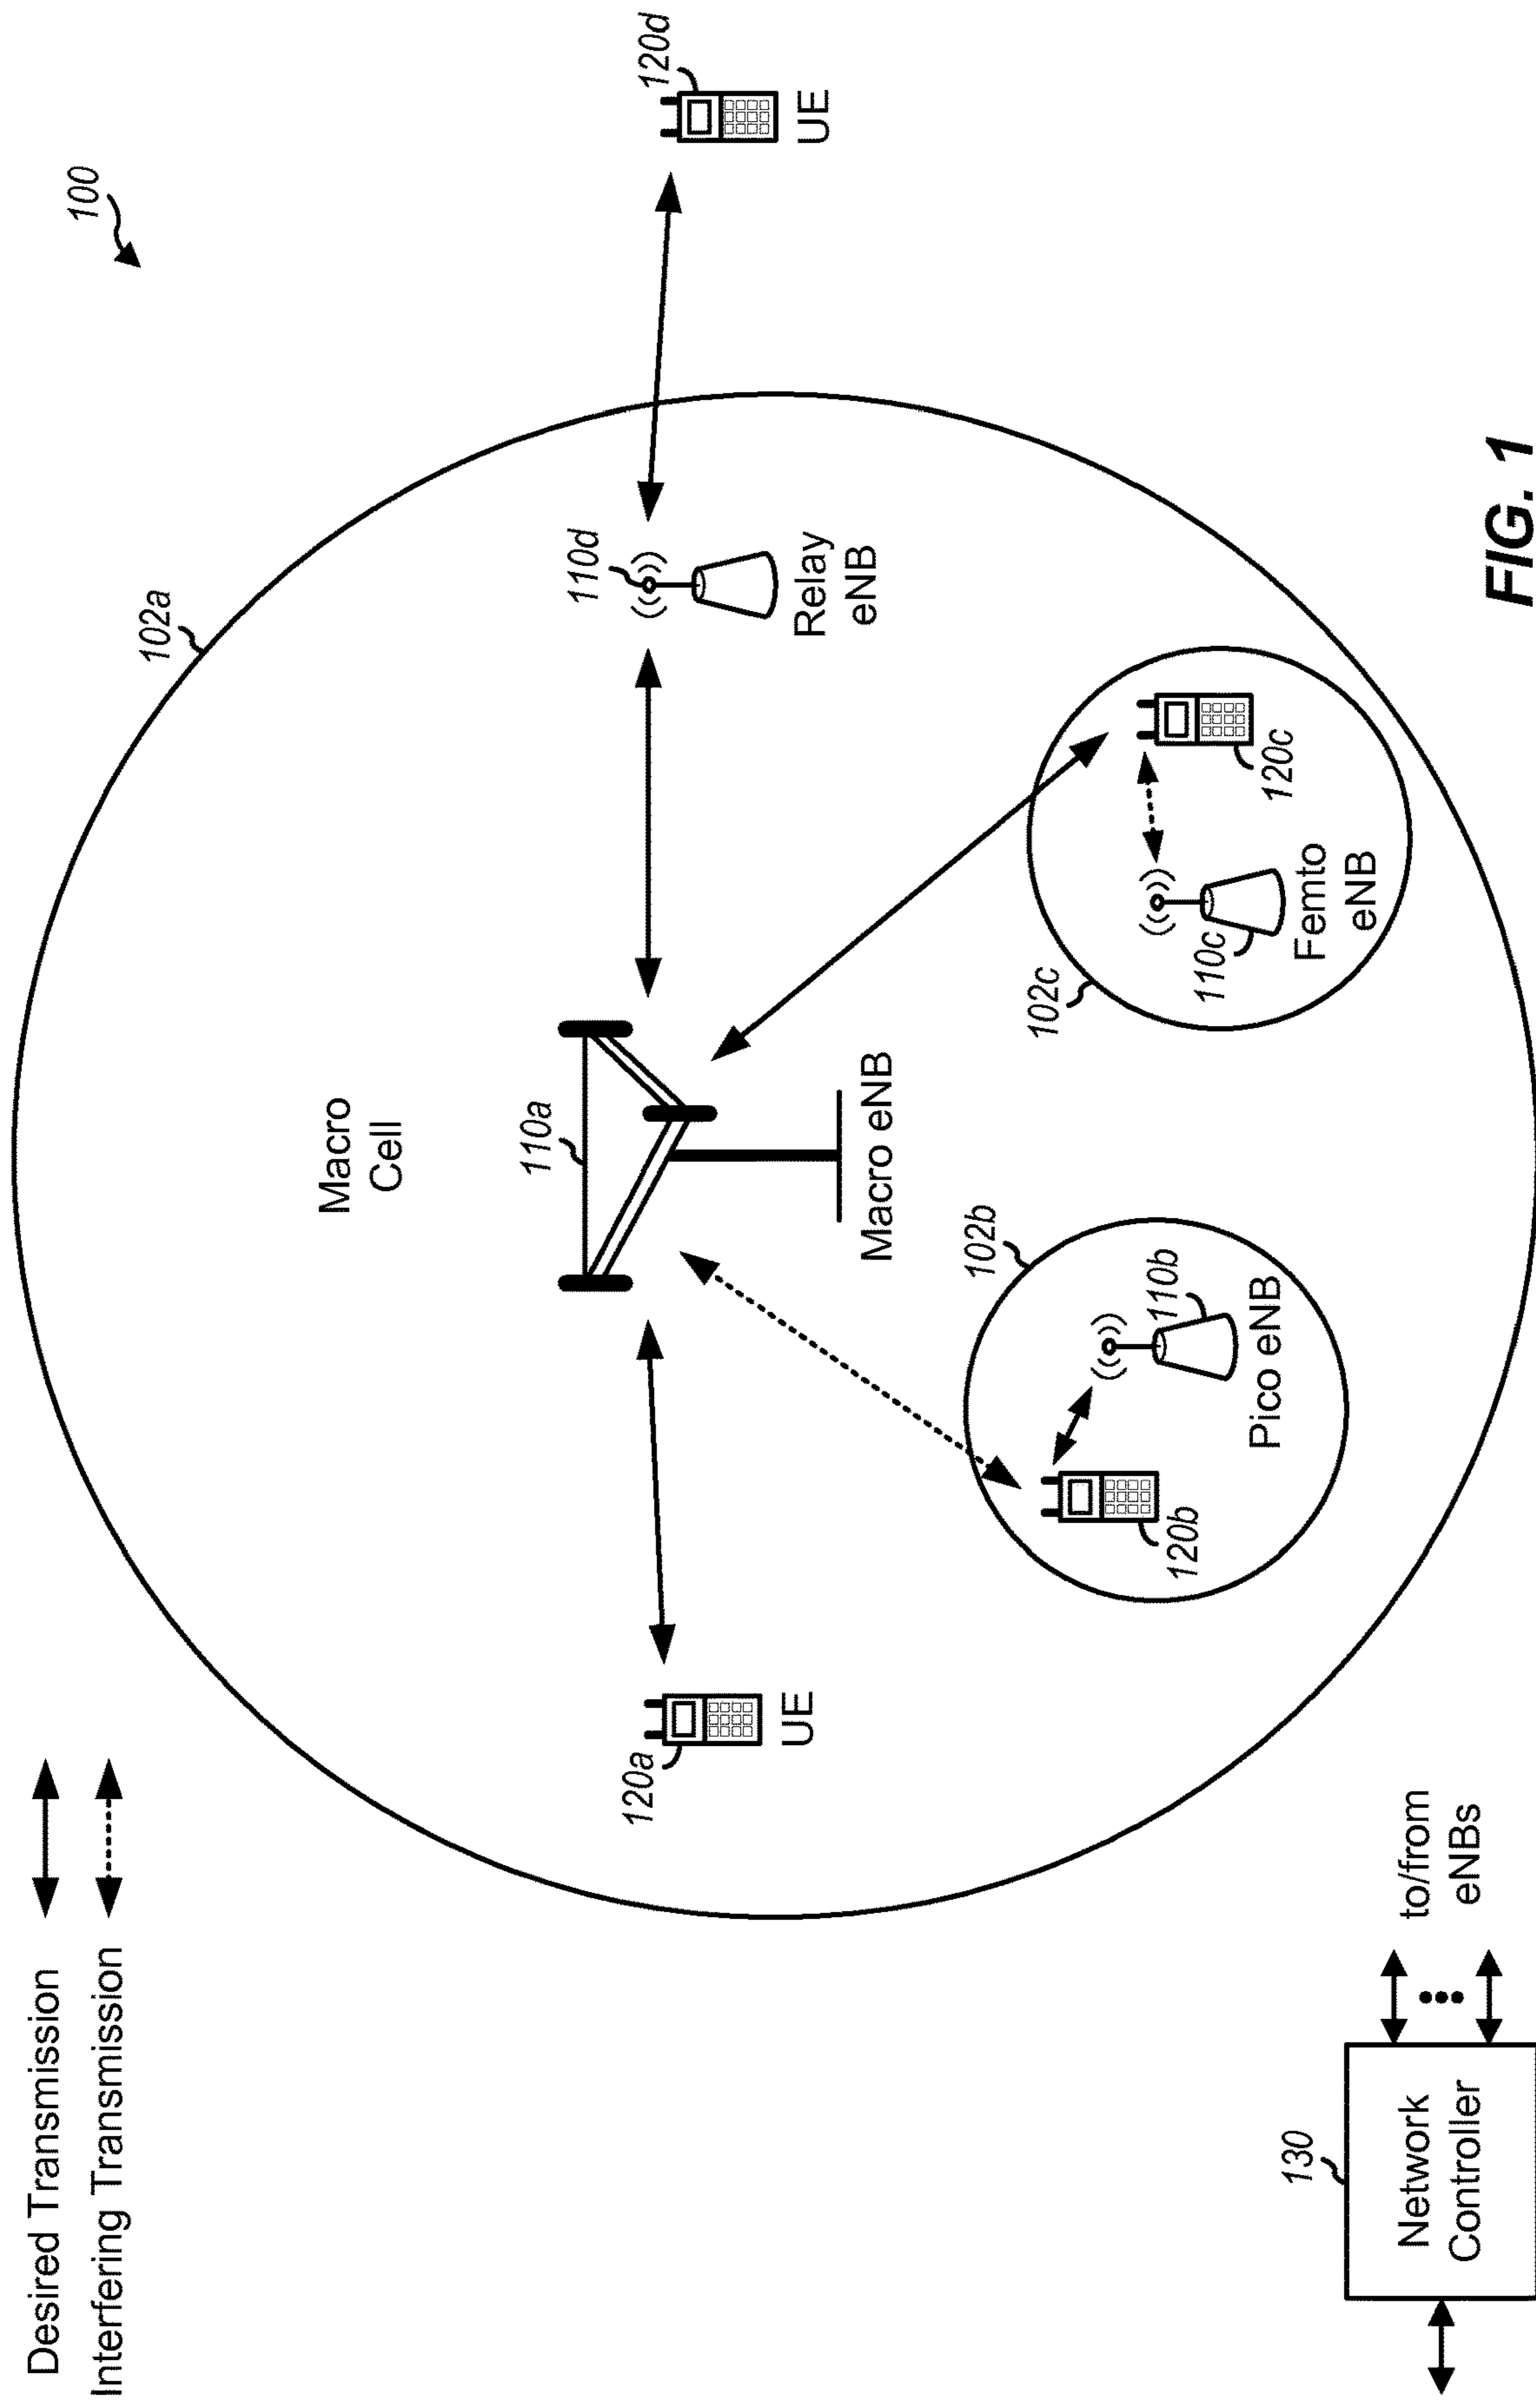 Desired Transmission
Interfering Transmission
100
102a
Macro
Cell
110a
110d
120a
120d
UE
UE
Relay
eNB
Macro eNB
102b
102c
110b
120b
Pico eNB
110c
120c
Femto
eNB
130
Network
Controller
to/from
eNBs
FIG. 1